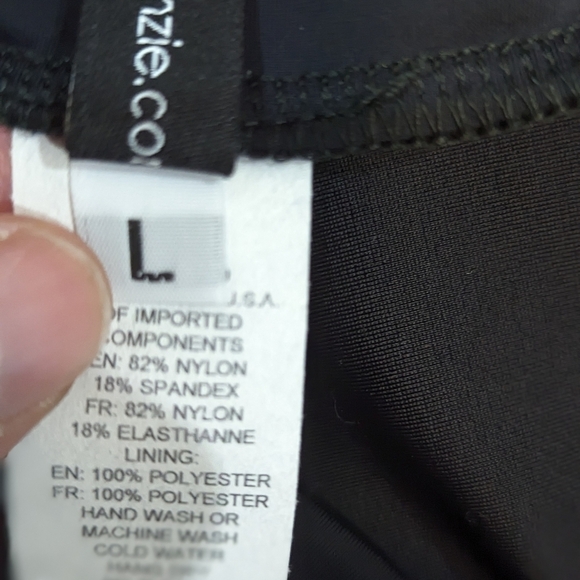 nzie.co
L
U.S.A.
OF IMPORTED
COMPONENTS
EN: 82% NYLON
18% SPANDEX
FR: 82% NYLON
18% ELASTHANNE
LINING:
EN: 100% POLYESTER
FR: 100% POLYESTER
HAND WASH OR
MACHINE WASH
COLD WATER